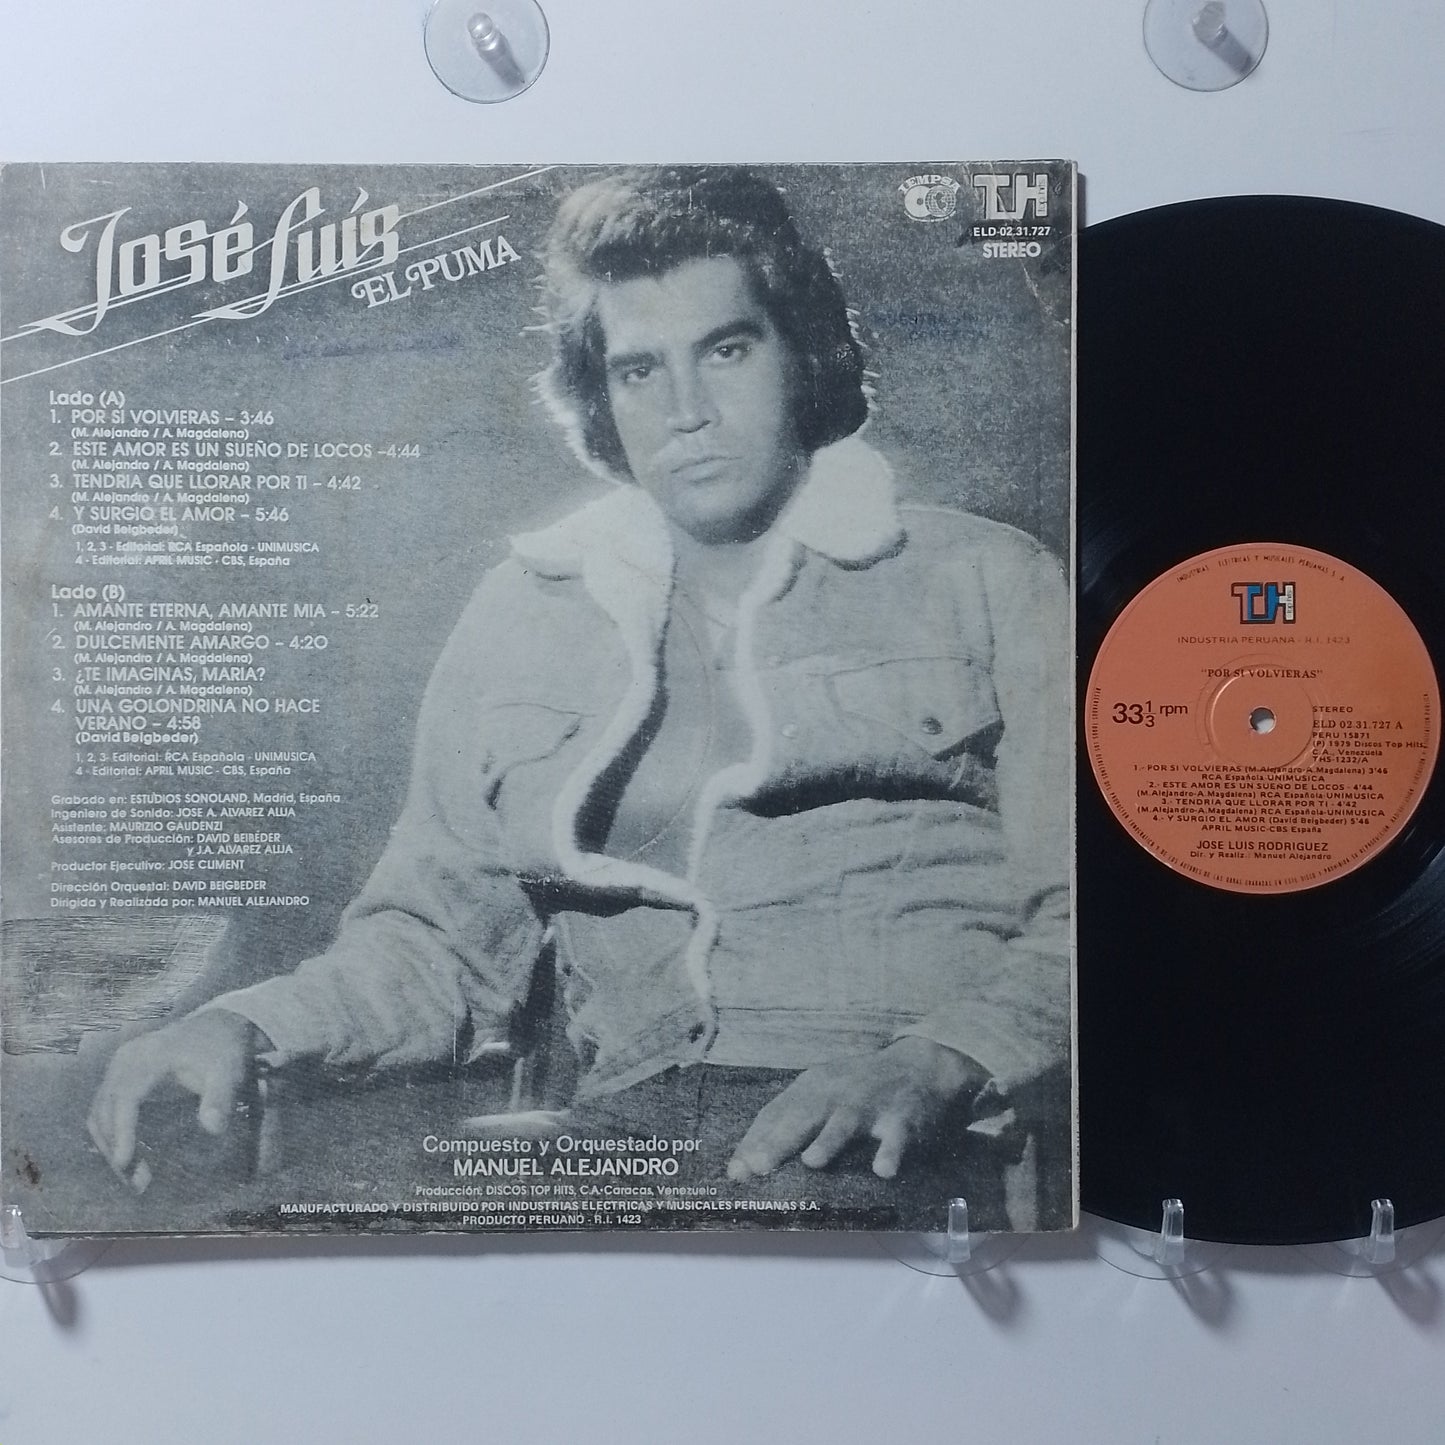 José Luís
EL PUMA
IEMPSA
TH
top hits
ELD-02.31.727
STEREO
Lado (A)
1. POR SI VOLVIERAS – 3:46
(M. Alejandro / A. Magdalena)
2. ESTE AMOR ES UN SUEÑO DE LOCOS –4:44
(M. Alejandro / A. Magdalena)
3. TENDRIA QUE LLORAR POR TI – 4:42
(M. Alejandro / A. Magdalena)
4. Y SURGIO EL AMOR – 5:46
(David Beigbeder)
1, 2, 3 - Editorial: RCA Española - UNIMUSICA
4 - Editorial: APRIL MUSIC - CBS, España
Lado (B)
1. AMANTE ETERNA, AMANTE MIA – 5:22
(M. Alejandro / A. Magdalena)
2. DULCEMENTE AMARGO – 4:20
(M. Alejandro / A. Magdalena)
3. ¿TE IMAGINAS, MARIA?
(M. Alejandro / A. Magdalena)
4. UNA GOLONDRINA NO HACE
VERANO – 4:58
(David Beigbeder)
1, 2, 3- Editorial: RCA Española - UNIMUSICA
4 - Editorial: APRIL MUSIC - CBS, España
Grabado en: ESTUDIOS SONOLAND, Madrid, España
Ingeniero de Sonido: JOSE A. ALVAREZ ALIJA
Asistente: MAURIZIO GAUDENZI
Asesores de Producción: DAVID BEIBEDER
y J.A. ALVAREZ ALIJA
Productor Ejecutivo: JOSE CLIMENT
Dirección Orquestal: DAVID BEIGBEDER
Dirigida y Realizada por: MANUEL ALEJANDRO
Compuesto y Orquestado por
MANUEL ALEJANDRO
Producción: DISCOS TOP HITS, C.A-Caracas, Venezuela
MANUFACTURADO Y DISTRIBUIDO POR INDUSTRIAS ELECTRICAS Y MUSICALES PERUANAS S.A.
PRODUCTO PERUANO - R.I. 1423
INDUSTRIAS ELECTRICAS Y MUSICALES PERUANAS S. A.
TH
top hits
INDUSTRIA PERUANA - R.I. 1423
"POR SI VOLVIERAS"
33 1/3 rpm
STEREO
ELD 02.31.727 A
PERU 15871
(P) 1979 Discos Top Hits,
C.A., Venezuela
THS-1232/A
1.- POR SI VOLVIERAS (M.Alejandro-A.Magdalena) 3'46
RCA Española-UNIMUSICA
2.- ESTE AMOR ES UN SUEÑO DE LOCOS - 4'44
(M.Alejandro-A.Magdalena) RCA Española-UNIMUSICA
3.- TENDRIA QUE LLORAR POR TI - 4'42
(M.Alejandro-A.Magdalena) RCA Española-UNIMUSICA
4.- Y SURGIO EL AMOR (David Beigbeder) 5'46
APRIL MUSIC-CBS España
JOSE LUIS RODRIGUEZ
Dir. y Realiz.: Manuel Alejandro